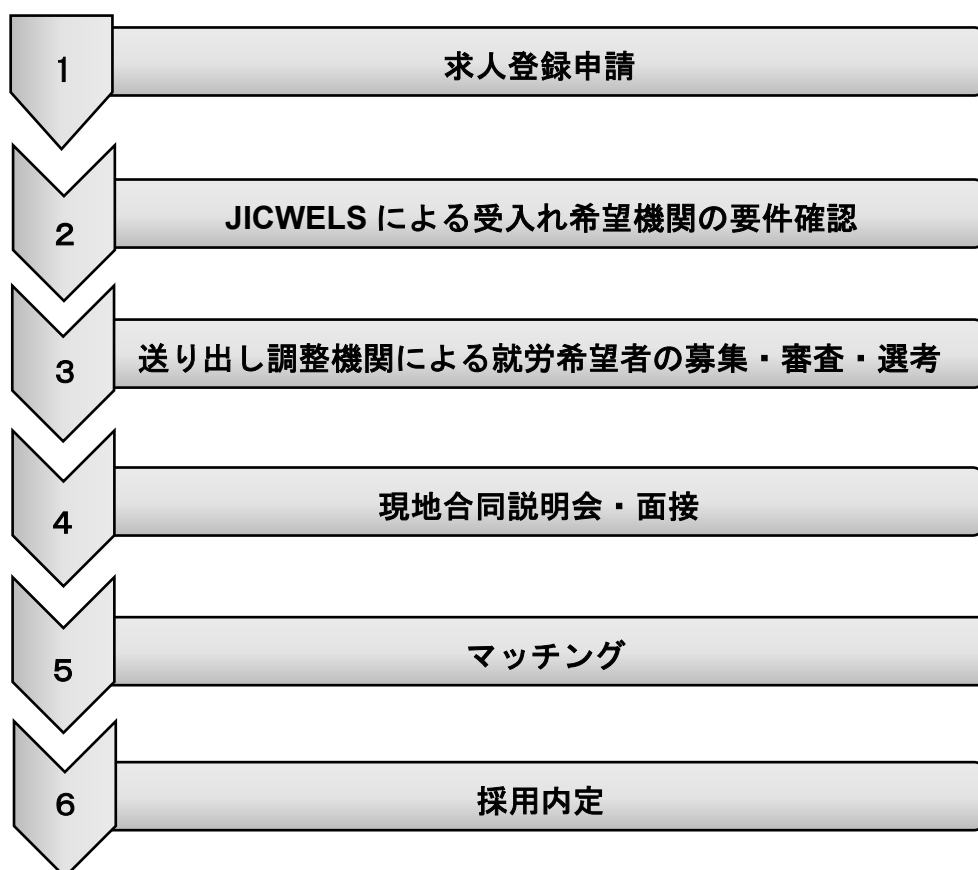 1
求人登録申請
2
JICWELS による受入れ希望機関の要件確認
3
送り出し調整機関による就労希望者の募集・審査・選考
4
現地合同説明会・面接
5
マッチング
6
採用内定